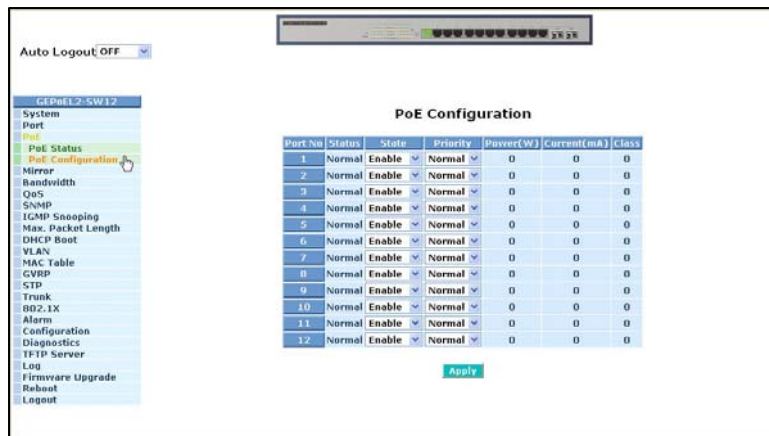 Auto Logout OFF
GEPoEL2-SW12
System
Port
PoE
PoE Status
PoE Configuration
Mirror
Bandwidth
QoS
SNMP
IGMP Snooping
Max. Packet Length
DHCP Boot
VLAN
MAC Table
GVRP
STP
Trunk
802.1X
Alarm
Configuration
Diagnostics
TFTP Server
Log
Firmware Upgrade
Reboot
Logout
PoE Configuration
Port No Status State Priority Power(W) Current(mA) Class
1 Normal Enable Normal 0 0 0
2 Normal Enable Normal 0 0 0
3 Normal Enable Normal 0 0 0
4 Normal Enable Normal 0 0 0
5 Normal Enable Normal 0 0 0
6 Normal Enable Normal 0 0 0
7 Normal Enable Normal 0 0 0
8 Normal Enable Normal 0 0 0
9 Normal Enable Normal 0 0 0
10 Normal Enable Normal 0 0 0
11 Normal Enable Normal 0 0 0
12 Normal Enable Normal 0 0 0
Apply